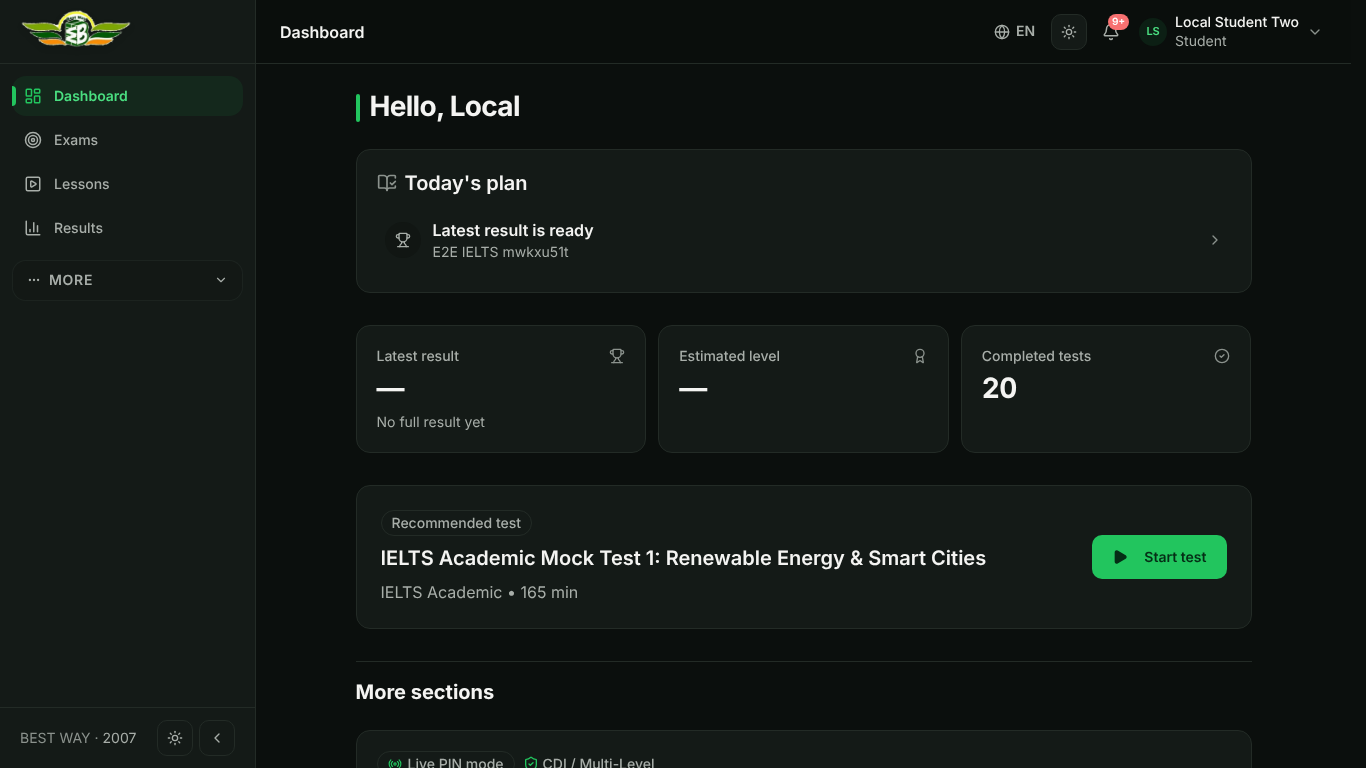 Dashboard
EN
9+
LS
Local Student Two
Student
Dashboard
Exams
Lessons
Results
MORE
BEST WAY · 2007
Hello, Local
Today's plan
Latest result is ready
E2E IELTS mwkxu51t
Latest result
—
No full result yet
Estimated level
—
Completed tests
20
Recommended test
IELTS Academic Mock Test 1: Renewable Energy & Smart Cities
IELTS Academic • 165 min
Start test
More sections
Live PIN mode
CDI / Multi-Level